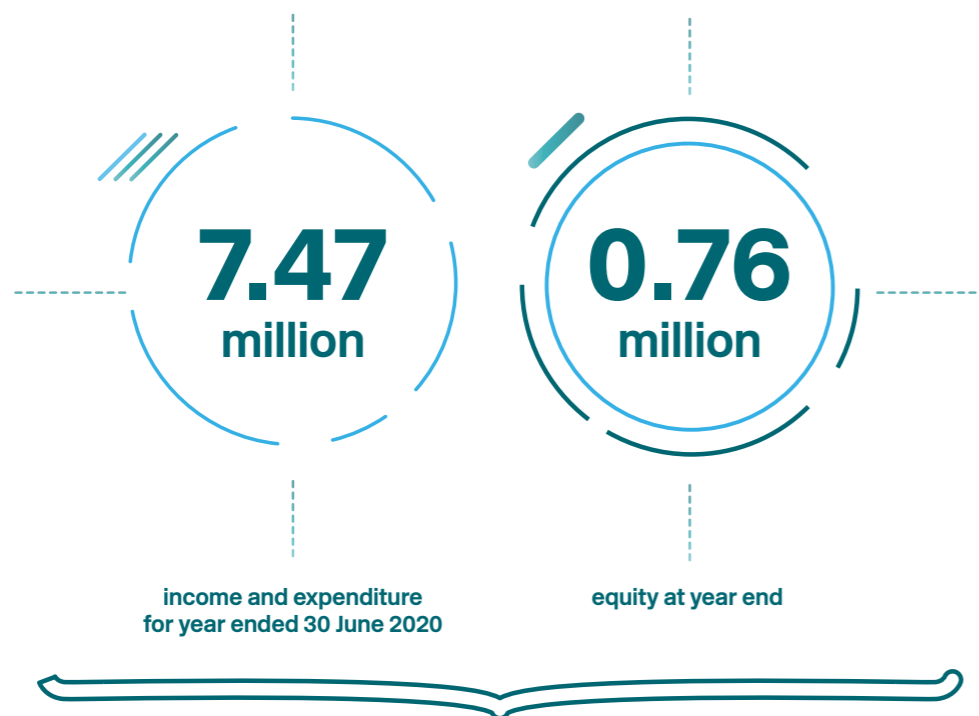 7.47
million
income and expenditure
for year ended 30 June 2020
0.76
million
equity at year end